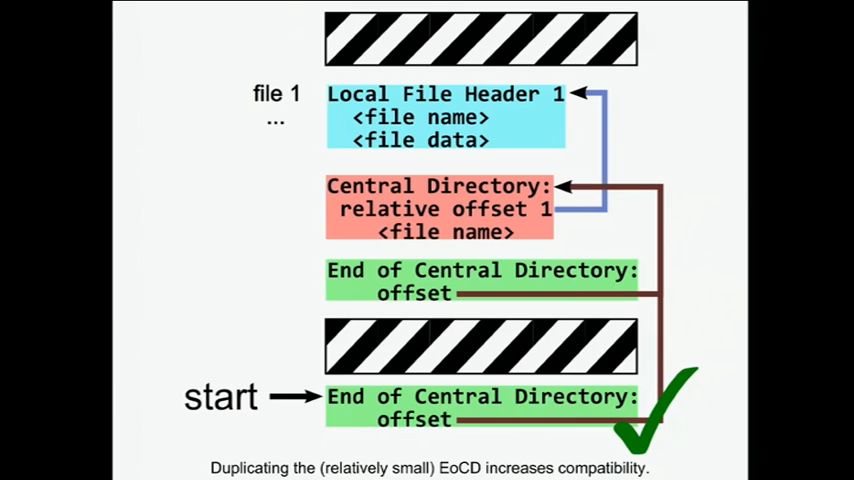 file 1
...
Local File Header 1
<file name>
<file data>
Central Directory:
relative offset 1
<file name>
End of Central Directory:
offset
start
End of Central Directory:
offset
Duplicating the (relatively small) EoCD increases compatibility.